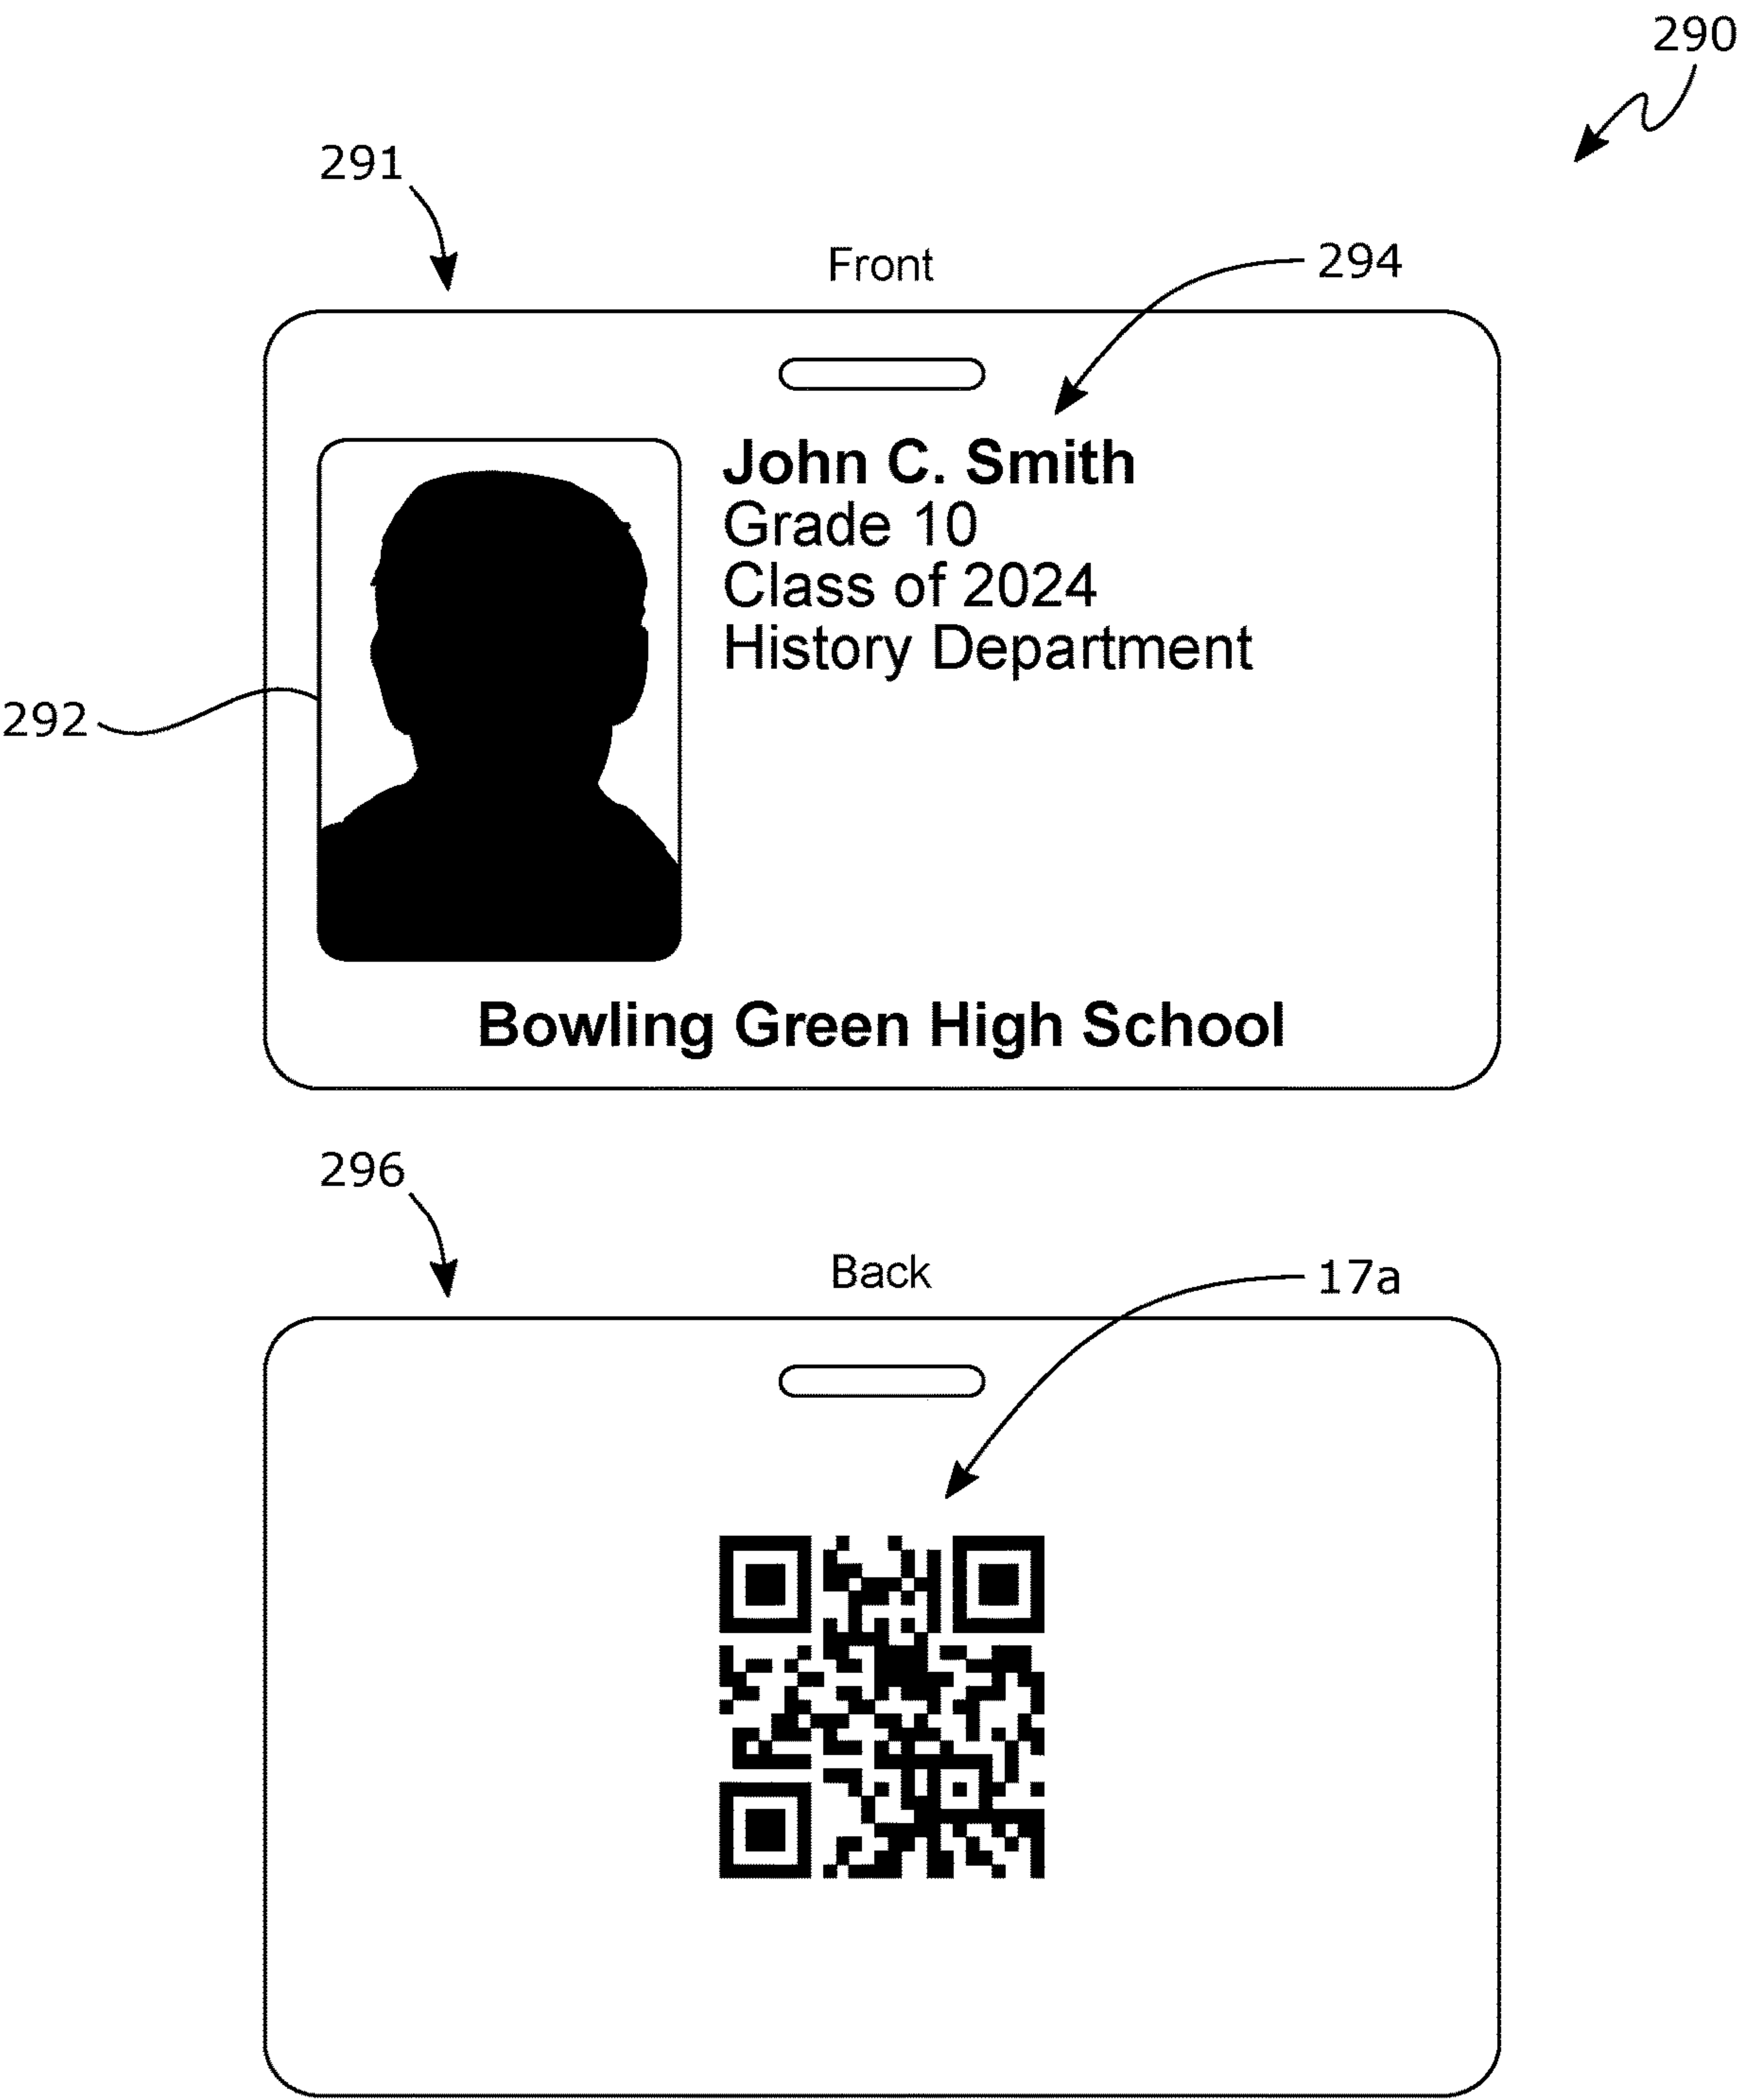 290
291
Front
294
John C. Smith
Grade 10
Class of 2024
History Department
292
Bowling Green High School
296
Back
17a